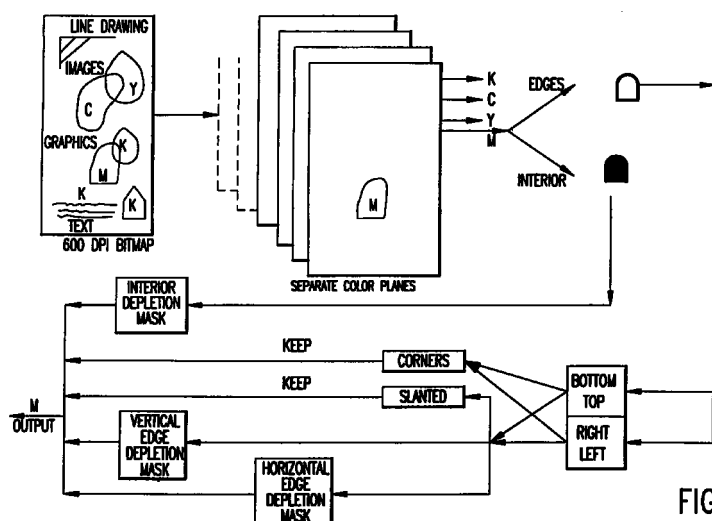 LINE DRAWING
IMAGES
Y
C
GRAPHICS
K
M
K
K
TEXT
600 DPI BITMAP
M
SEPARATE COLOR PLANES
K
C
Y
M
EDGES
INTERIOR
INTERIOR
DEPLETION
MASK
KEEP
CORNERS
KEEP
SLANTED
BOTTOM
TOP
RIGHT
LEFT
M
OUTPUT
VERTICAL
EDGE
DEPLETION
MASK
HORIZONTAL
EDGE
DEPLETION
MASK
FIG